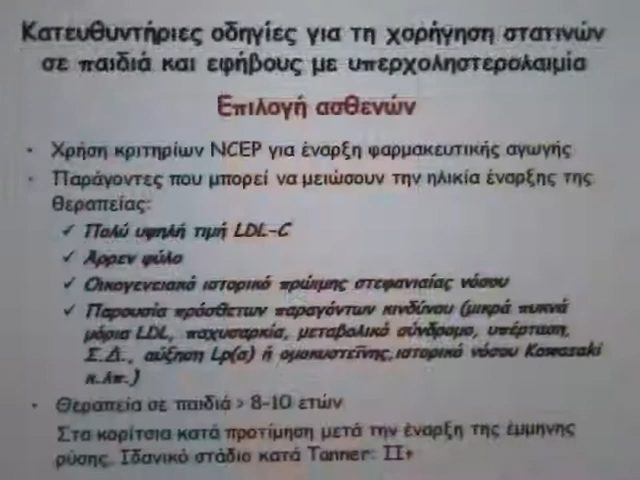 Κατευθυντήριες οδηγίες για τη χορήγηση στατινών
σε παιδιά και εφήβους με υπερχοληστερολαιμία
Επιλογή ασθενών
• Χρήση κριτηρίων NCEP για έναρξη φαρμακευτικής αγωγής
• Παράγοντες που μπορεί να μειώσουν την ηλικία έναρξης της
θεραπείας:
✓ Πολύ υψηλή τιμή LDL-C
✓ Άρρεν φύλο
✓ Οικογενειακό ιστορικό πρώιμης στεφανιαίας νόσου
✓ Παρουσία πρόσθετων παραγόντων κινδύνου (μικρά πυκνά
μόρια LDL, παχυσαρκία, μεταβολικό σύνδρομο, υπέρταση,
Σ.Δ., αύξηση Lp(a) ή ομοκυστεΐνης,ιστορικό νόσου Kawasaki
κ.λπ.)
• Θεραπεία σε παιδιά > 8-10 ετών
Στα κορίτσια κατά προτίμηση μετά την έναρξη της έμμηνης
ρύσης. Ιδανικό στάδιο κατά Tanner: II+